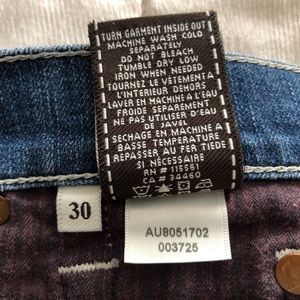 TURN GARMENT INSIDE OUT
MACHINE WASH COLD
SEPARATELY
DO NOT BLEACH
TUMBLE DRY LOW
IRON WHEN NEEDED
TOURNEZ LE VÊTEMENT A
L'INTERIEUR DEHORS
LAVER EN MACHINE A L'EAU
FROIDE SEPAREMENT
NE PAS UTILISER D'EAU
DE JAVEL
SECHAGE EN MACHINE A
BASSE TEMPERATURE
REPASSER AU FER TIEDE
SI NÉCESSAIRE
RN # 115561
CA # 34450
30
AU8051702
003725